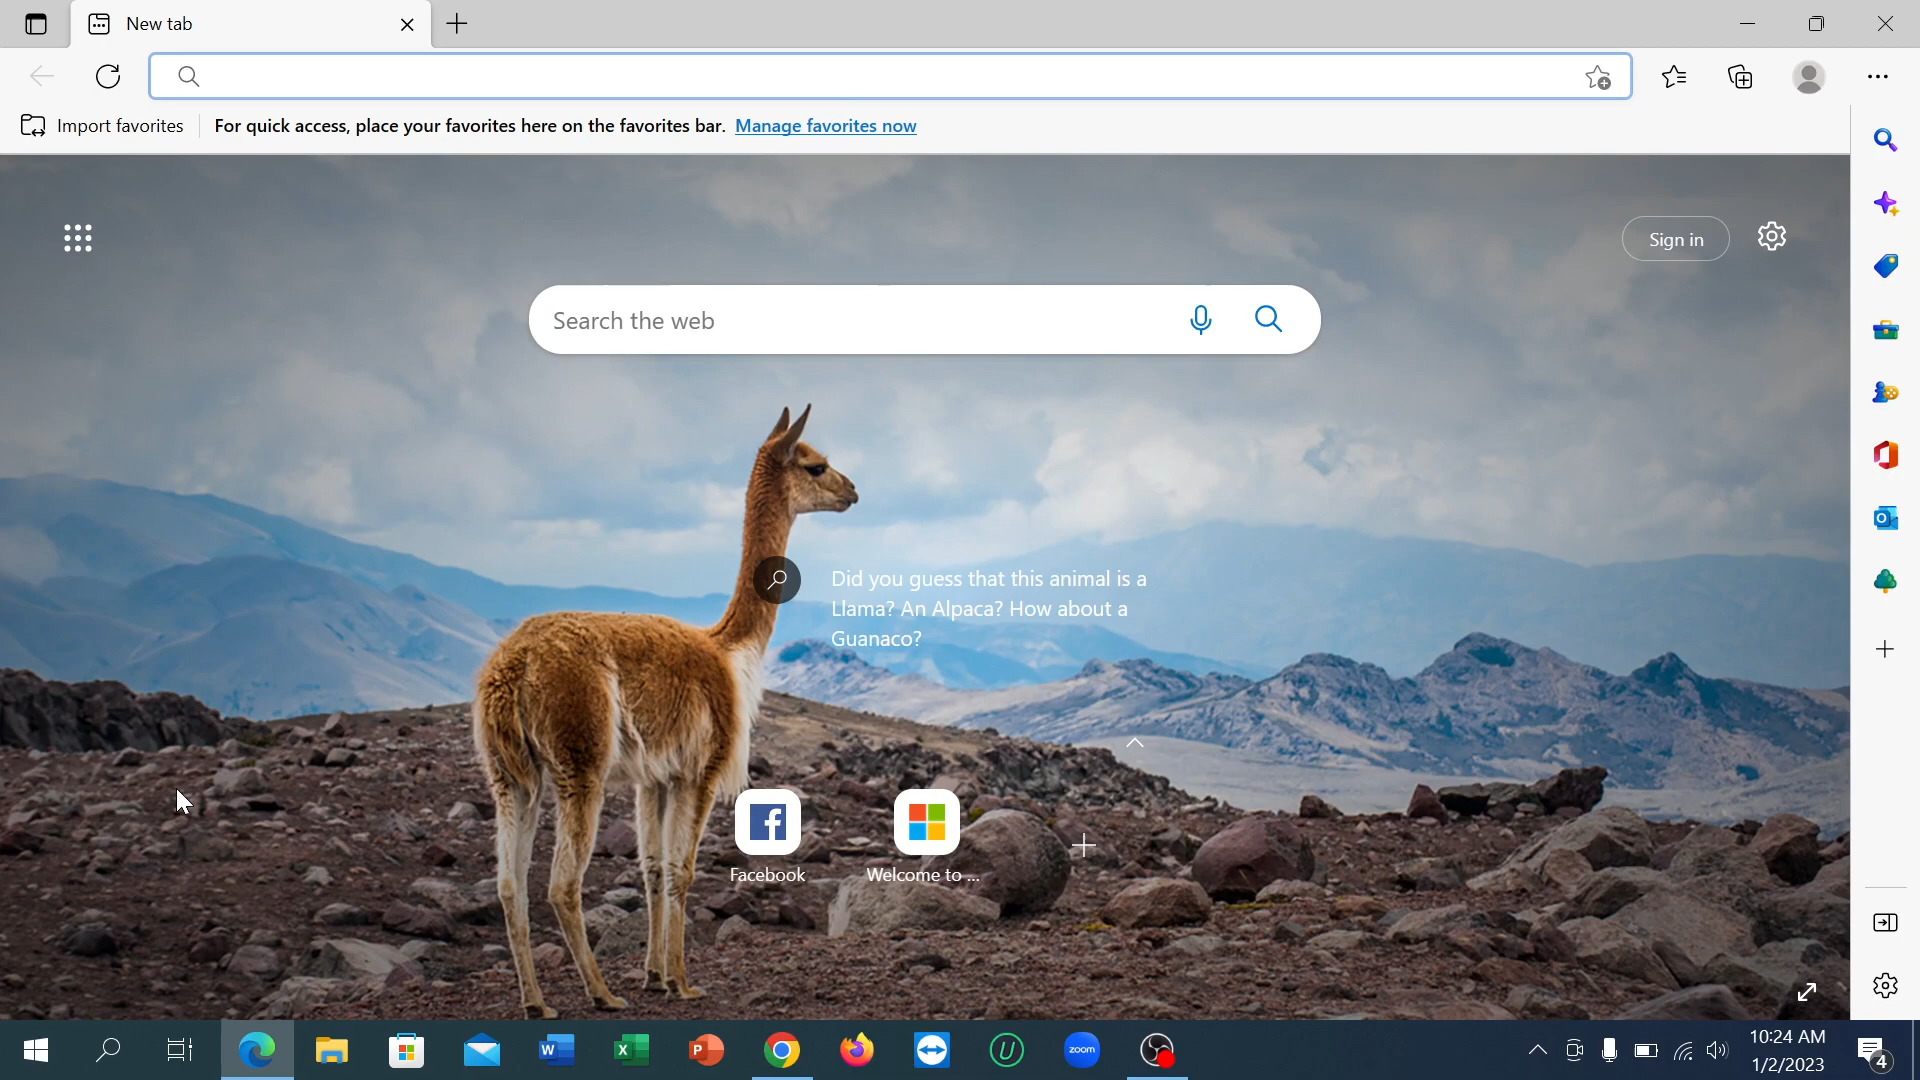 New tab
Import favorites
For quick access, place your favorites here on the favorites bar. Manage favorites now
Sign in
Search the web
Did you guess that this animal is a
Llama? An Alpaca? How about a
Guanaco?
Facebook
Welcome to ...
zoom
10:24 AM
1/2/2023
4